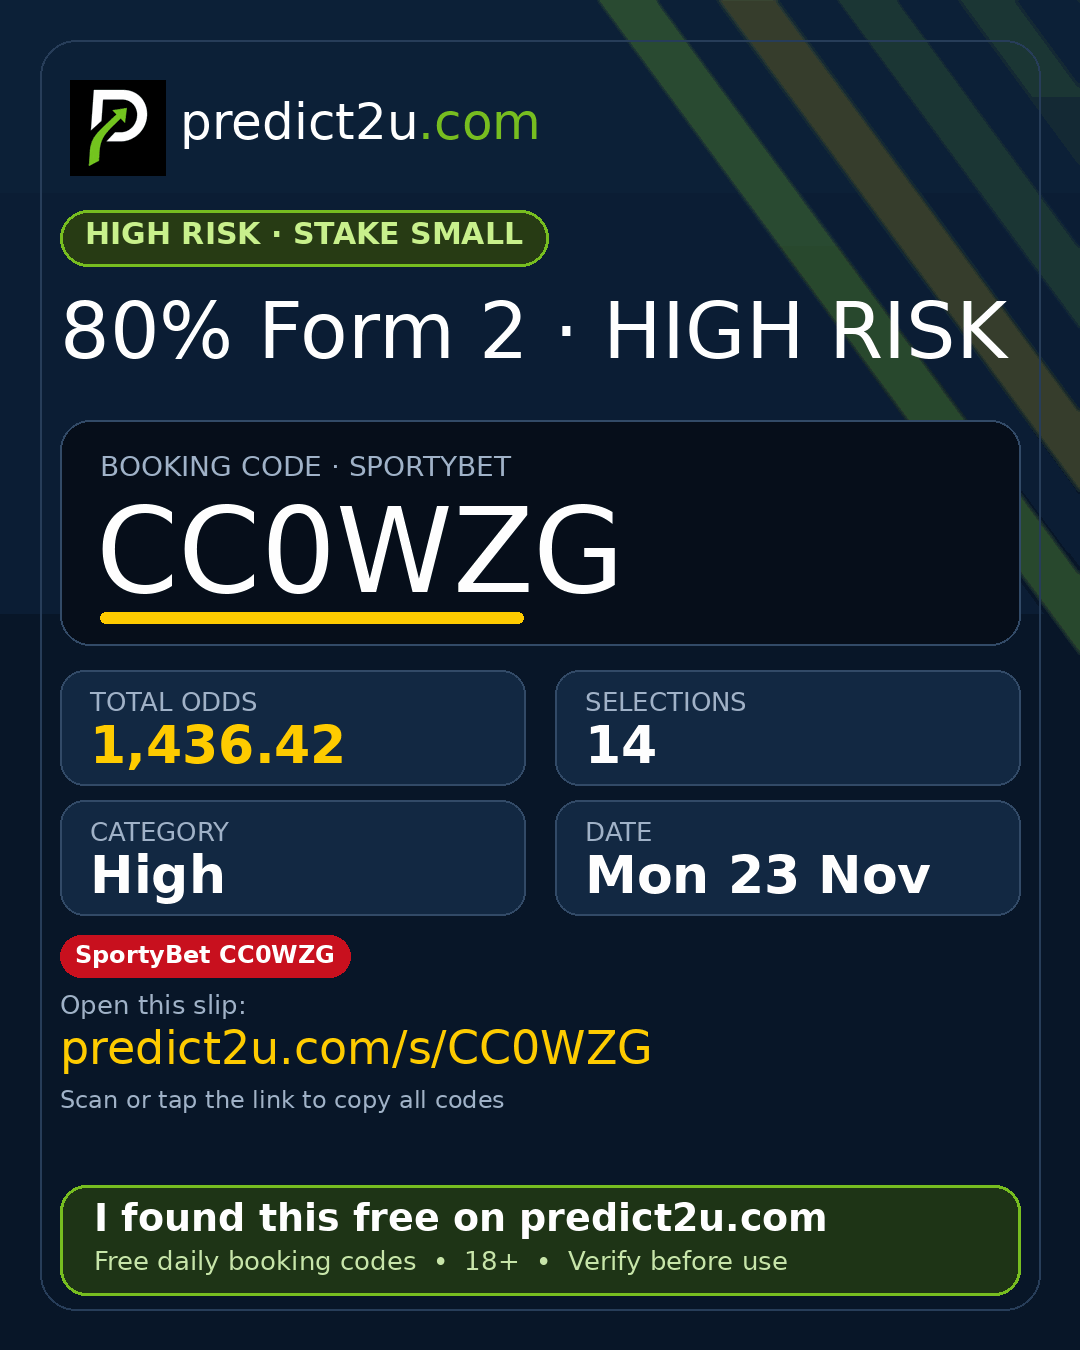 predict2u.com
HIGH RISK · STAKE SMALL
80% Form 2 · HIGH RISK
BOOKING CODE · SPORTYBET
CC0WZG
TOTAL ODDS
1,436.42
SELECTIONS
14
CATEGORY
High
DATE
Mon 23 Nov
SportyBet CC0WZG
Open this slip:
predict2u.com/s/CC0WZG
Scan or tap the link to copy all codes
I found this free on predict2u.com
Free daily booking codes • 18+ • Verify before use